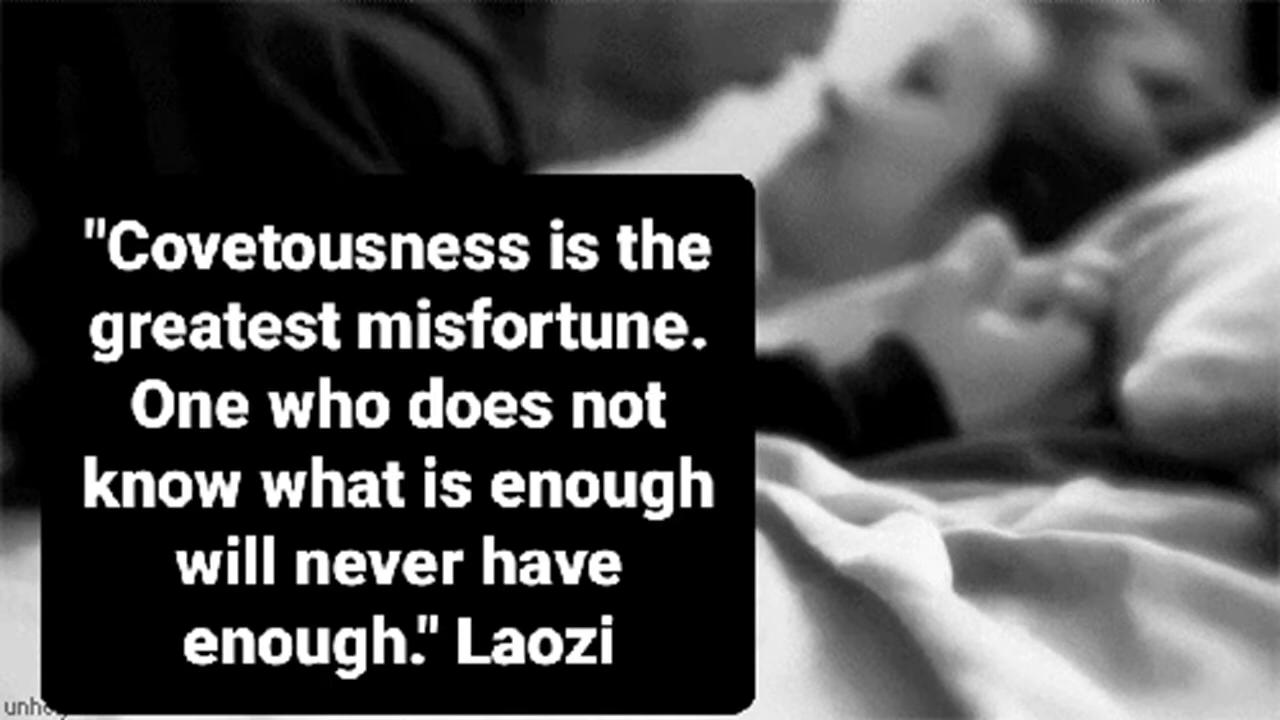 "Covetousness is the
greatest misfortune.
One who does not
know what is enough
will never have
enough." Laozi